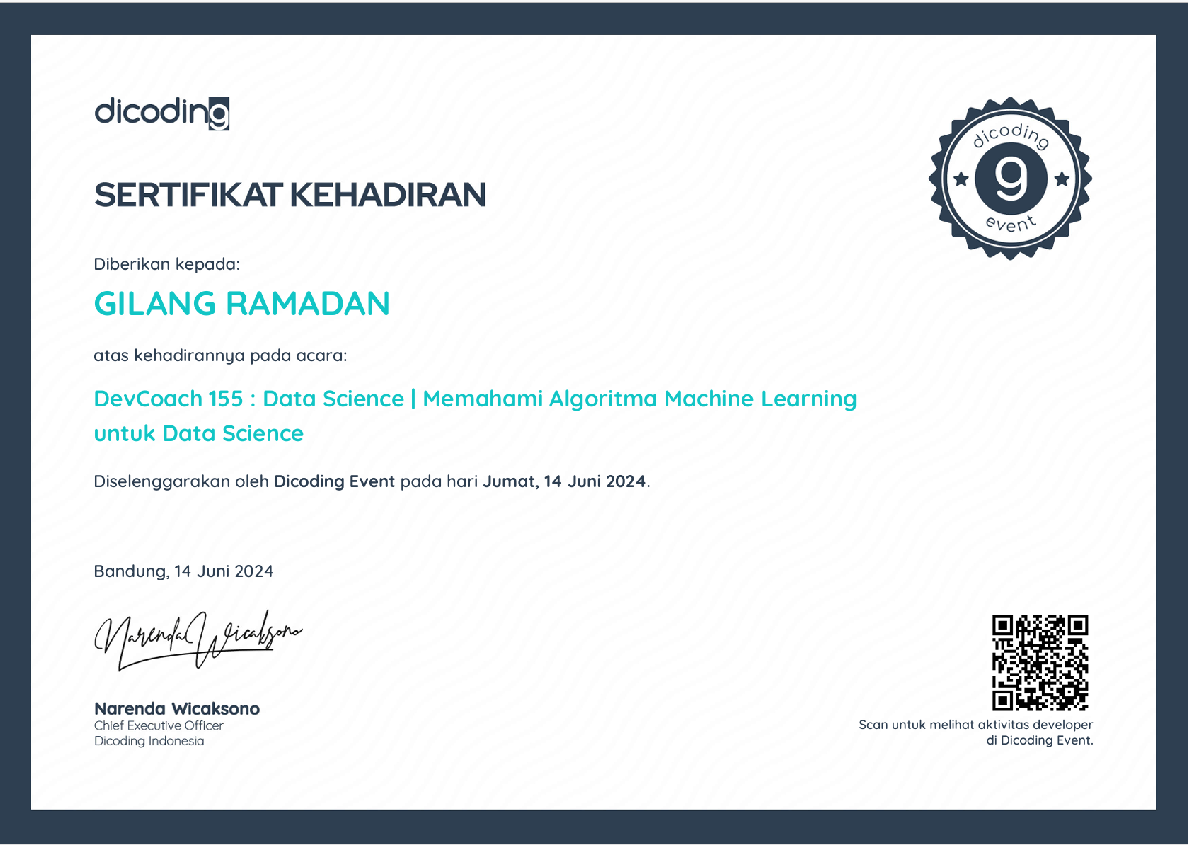 dicoding
SERTIFIKAT KEHADIRAN
dicoding
9
event
Diberikan kepada:
GILANG RAMADAN
atas kehadirannya pada acara:
DevCoach 155 : Data Science | Memahami Algoritma Machine Learning
untuk Data Science
Diselenggarakan oleh Dicoding Event pada hari Jumat, 14 Juni 2024.
Bandung, 14 Juni 2024
Narenda Wicaksono
Narenda Wicaksono
Chief Executive Officer
Dicoding Indonesia
Scan untuk melihat aktivitas developer
di Dicoding Event.